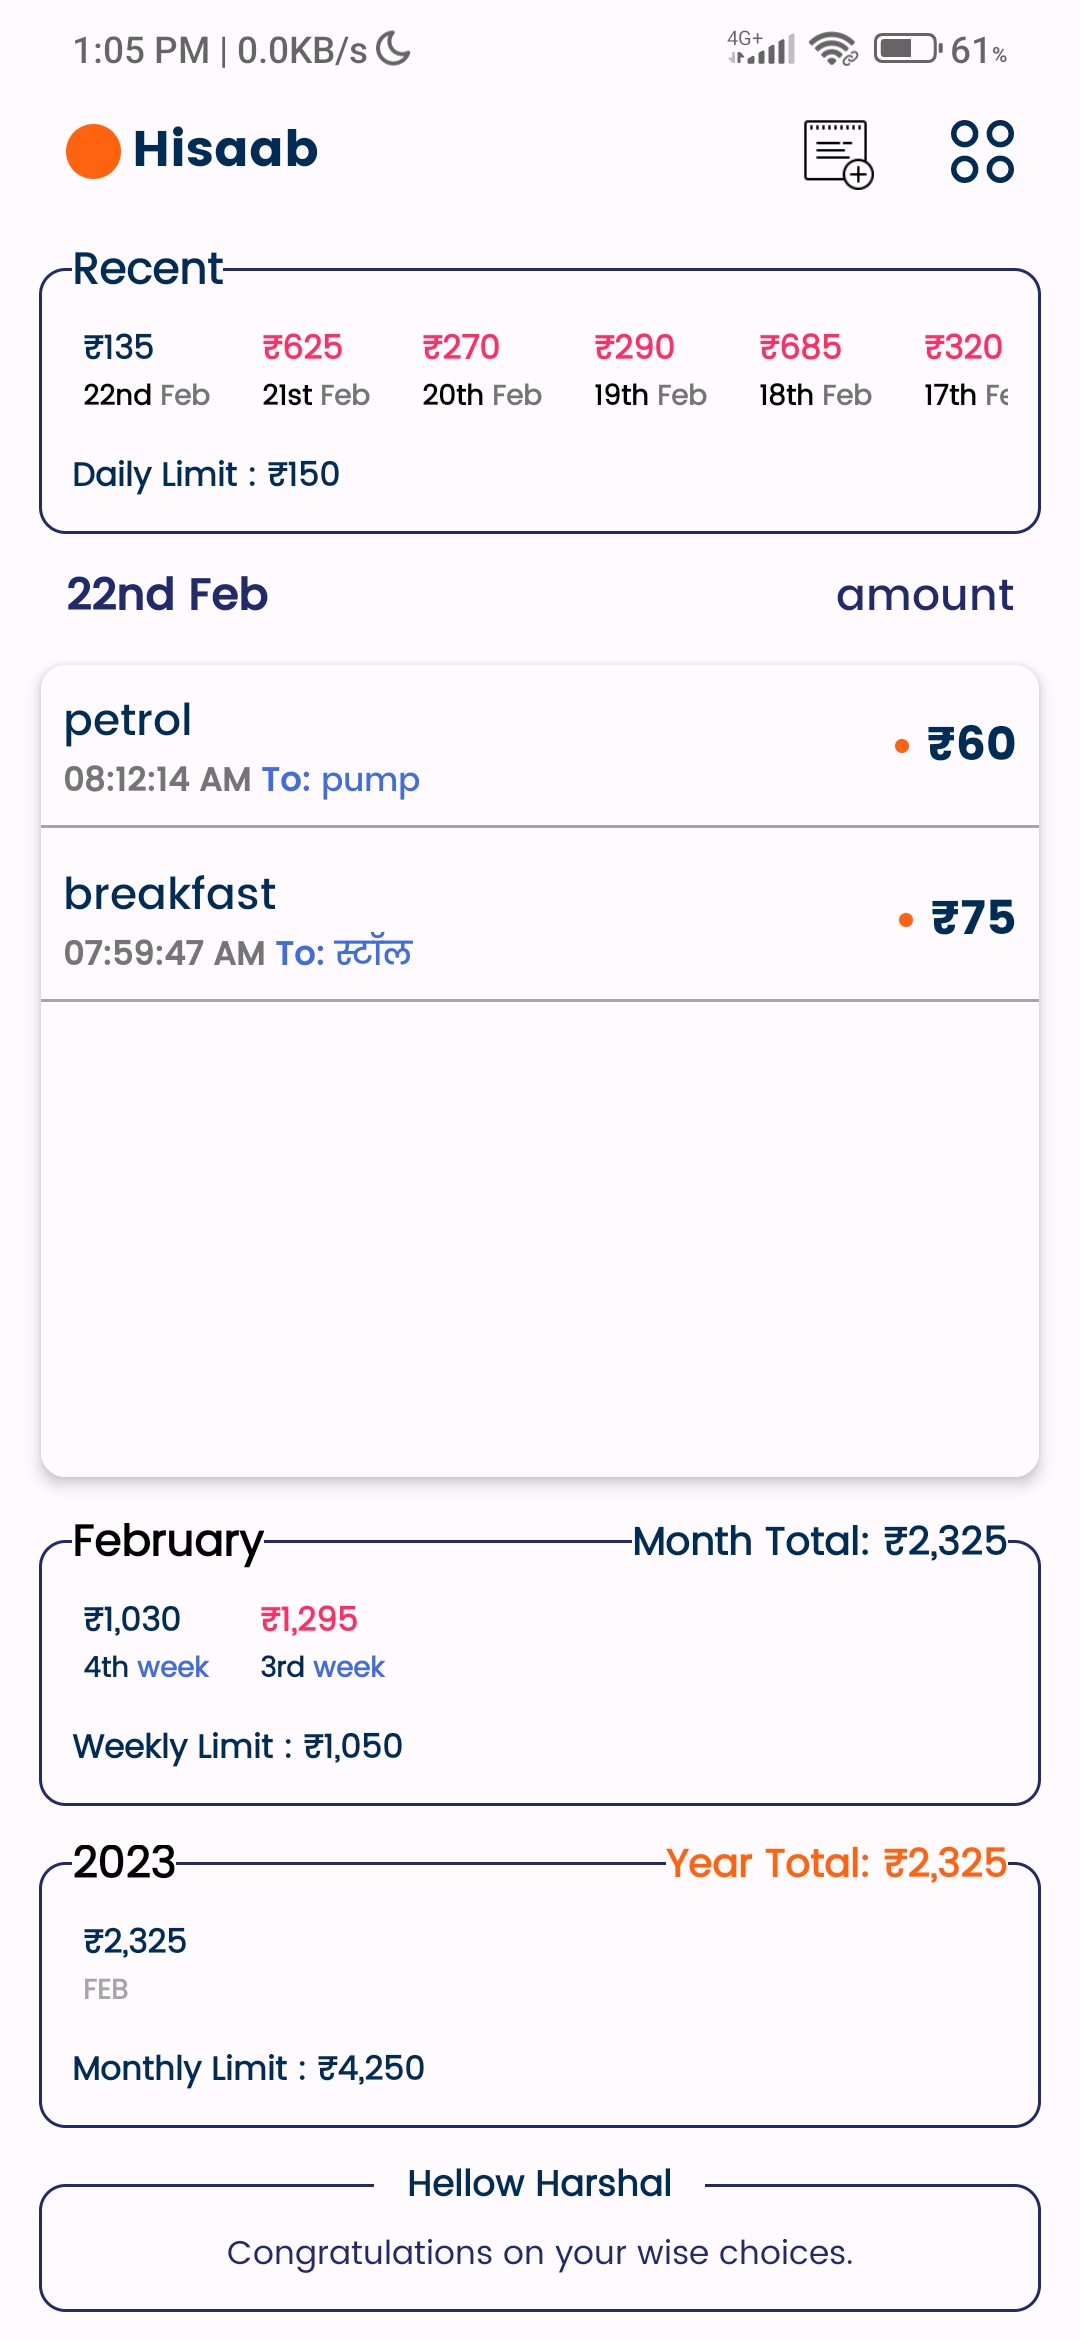 1:05 PM | 0.0KB/s 4G+ 61%
Hisaab
Recent
₹135 ₹625 ₹270 ₹290 ₹685 ₹320
22nd Feb 21st Feb 20th Feb 19th Feb 18th Feb 17th Fe
Daily Limit : ₹150
22nd Feb amount
petrol ₹60
08:12:14 AM To: pump
breakfast ₹75
07:59:47 AM To: स्टॉल
February Month Total: ₹2,325
₹1,030 ₹1,295
4th week 3rd week
Weekly Limit : ₹1,050
2023 Year Total: ₹2,325
₹2,325
FEB
Monthly Limit : ₹4,250
Hellow Harshal
Congratulations on your wise choices.